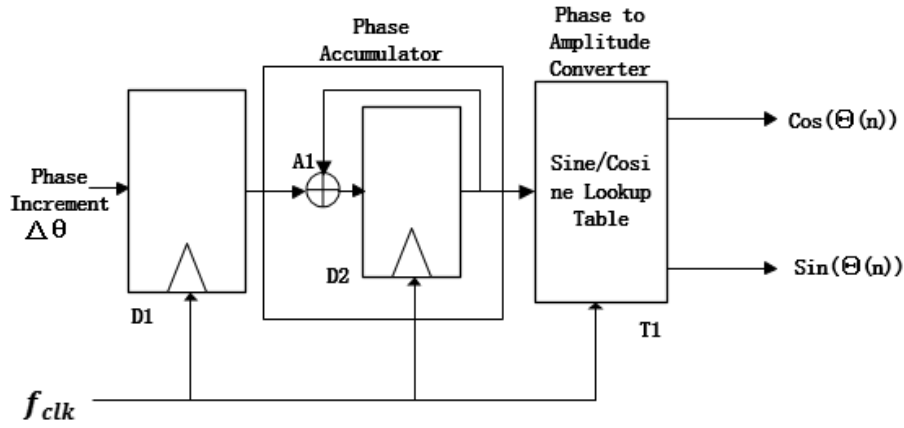 Phase
Accumulator
Phase to
Amplitude
Converter
Phase
Increment
Δθ
D1
A1
D2
Sine/Cosi
ne Lookup
Table
T1
Cos(Θ(n))
Sin(Θ(n))
f_clk